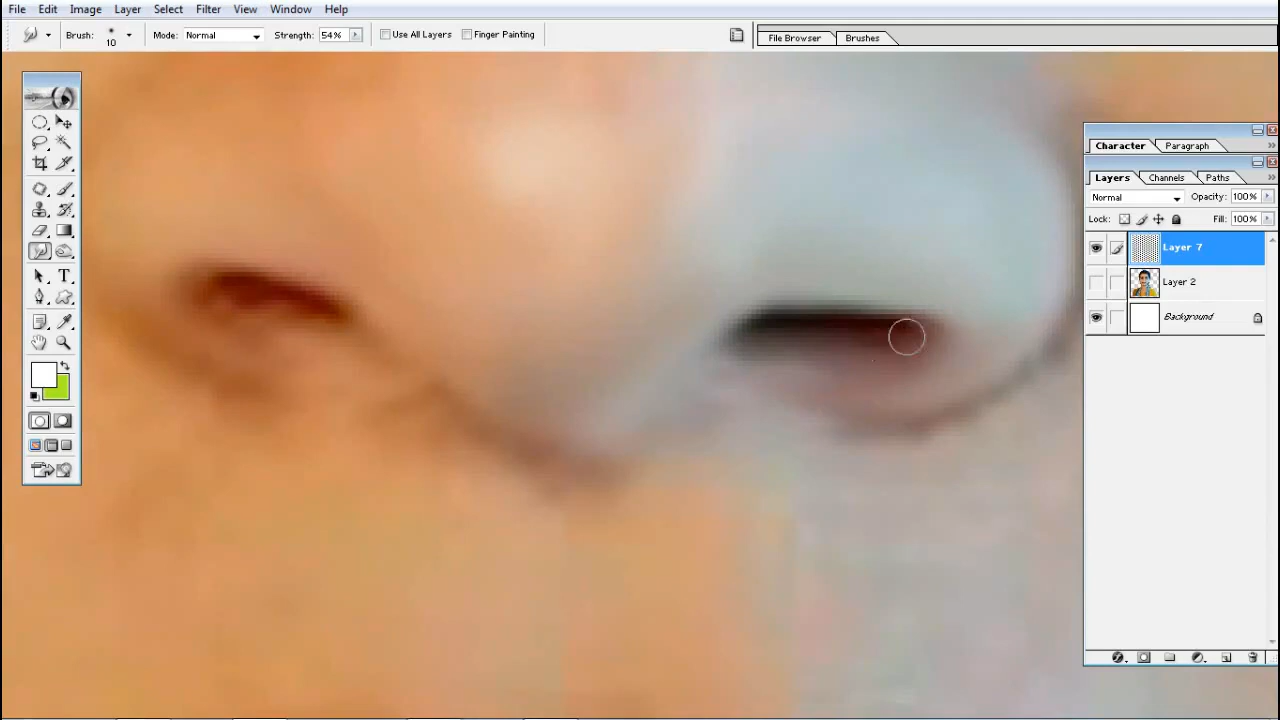 File Edit Image Layer Select Filter View Window Help
Brush: 10 Mode: Normal Strength: 54% Use All Layers Finger Painting File Browser Brushes
Character Paragraph
Layers Channels Paths
Normal Opacity: 100%
Lock: Fill: 100%
Layer 7
Layer 2
Background
T